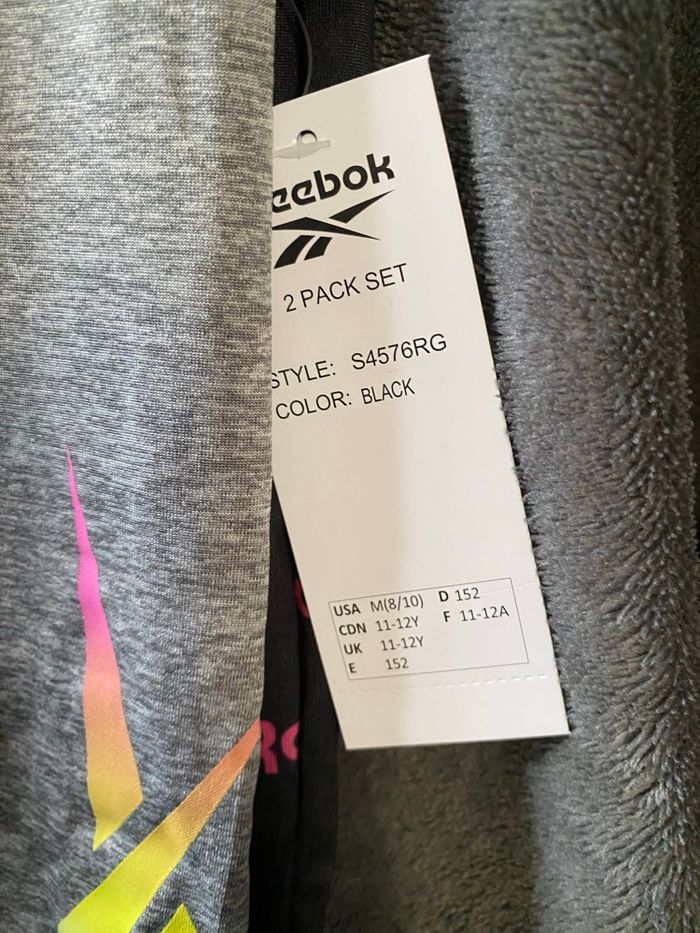 eebok
2 PACK SET
STYLE: S4576RG
COLOR: BLACK
USA M(8/10) D 152
CDN 11-12Y F 11-12A
UK 11-12Y
E 152